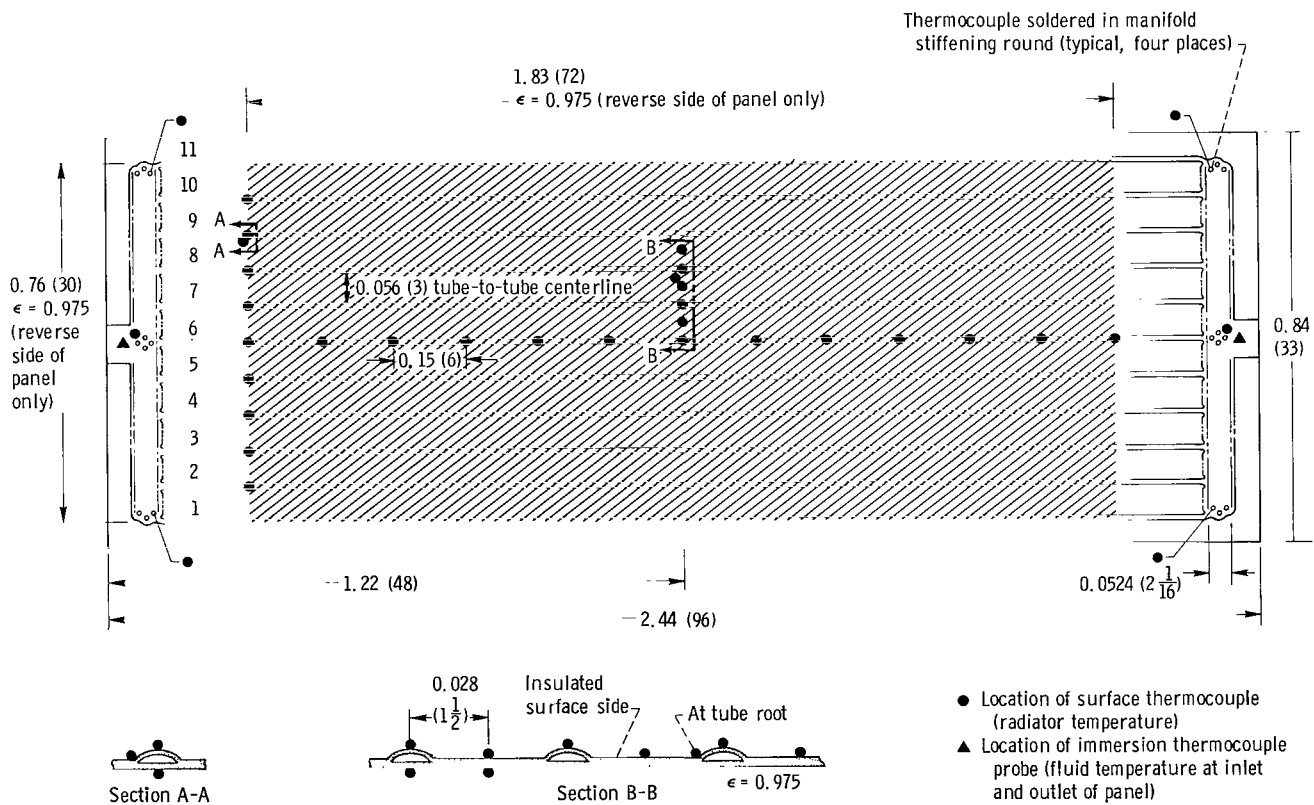 Thermocouple soldered in manifold
stiffening round (typical, four places)
1.83 (72)
ϵ = 0.975 (reverse side of panel only)
11
10
9
8
7
6
5
4
3
2
1
A
A
B
B
0.76 (30)
ϵ = 0.975
(reverse
side of
panel
only)
0.056 (3) tube-to-tube centerline
0.15 (6)
0.84
(33)
1.22 (48)
0.0524 (2 1/16)
2.44 (96)
0.028
(1 1/2)
Insulated
surface side
At tube root
ϵ = 0.975
Section A-A
Section B-B
● Location of surface thermocouple
(radiator temperature)
▲ Location of immersion thermocouple
probe (fluid temperature at inlet
and outlet of panel)